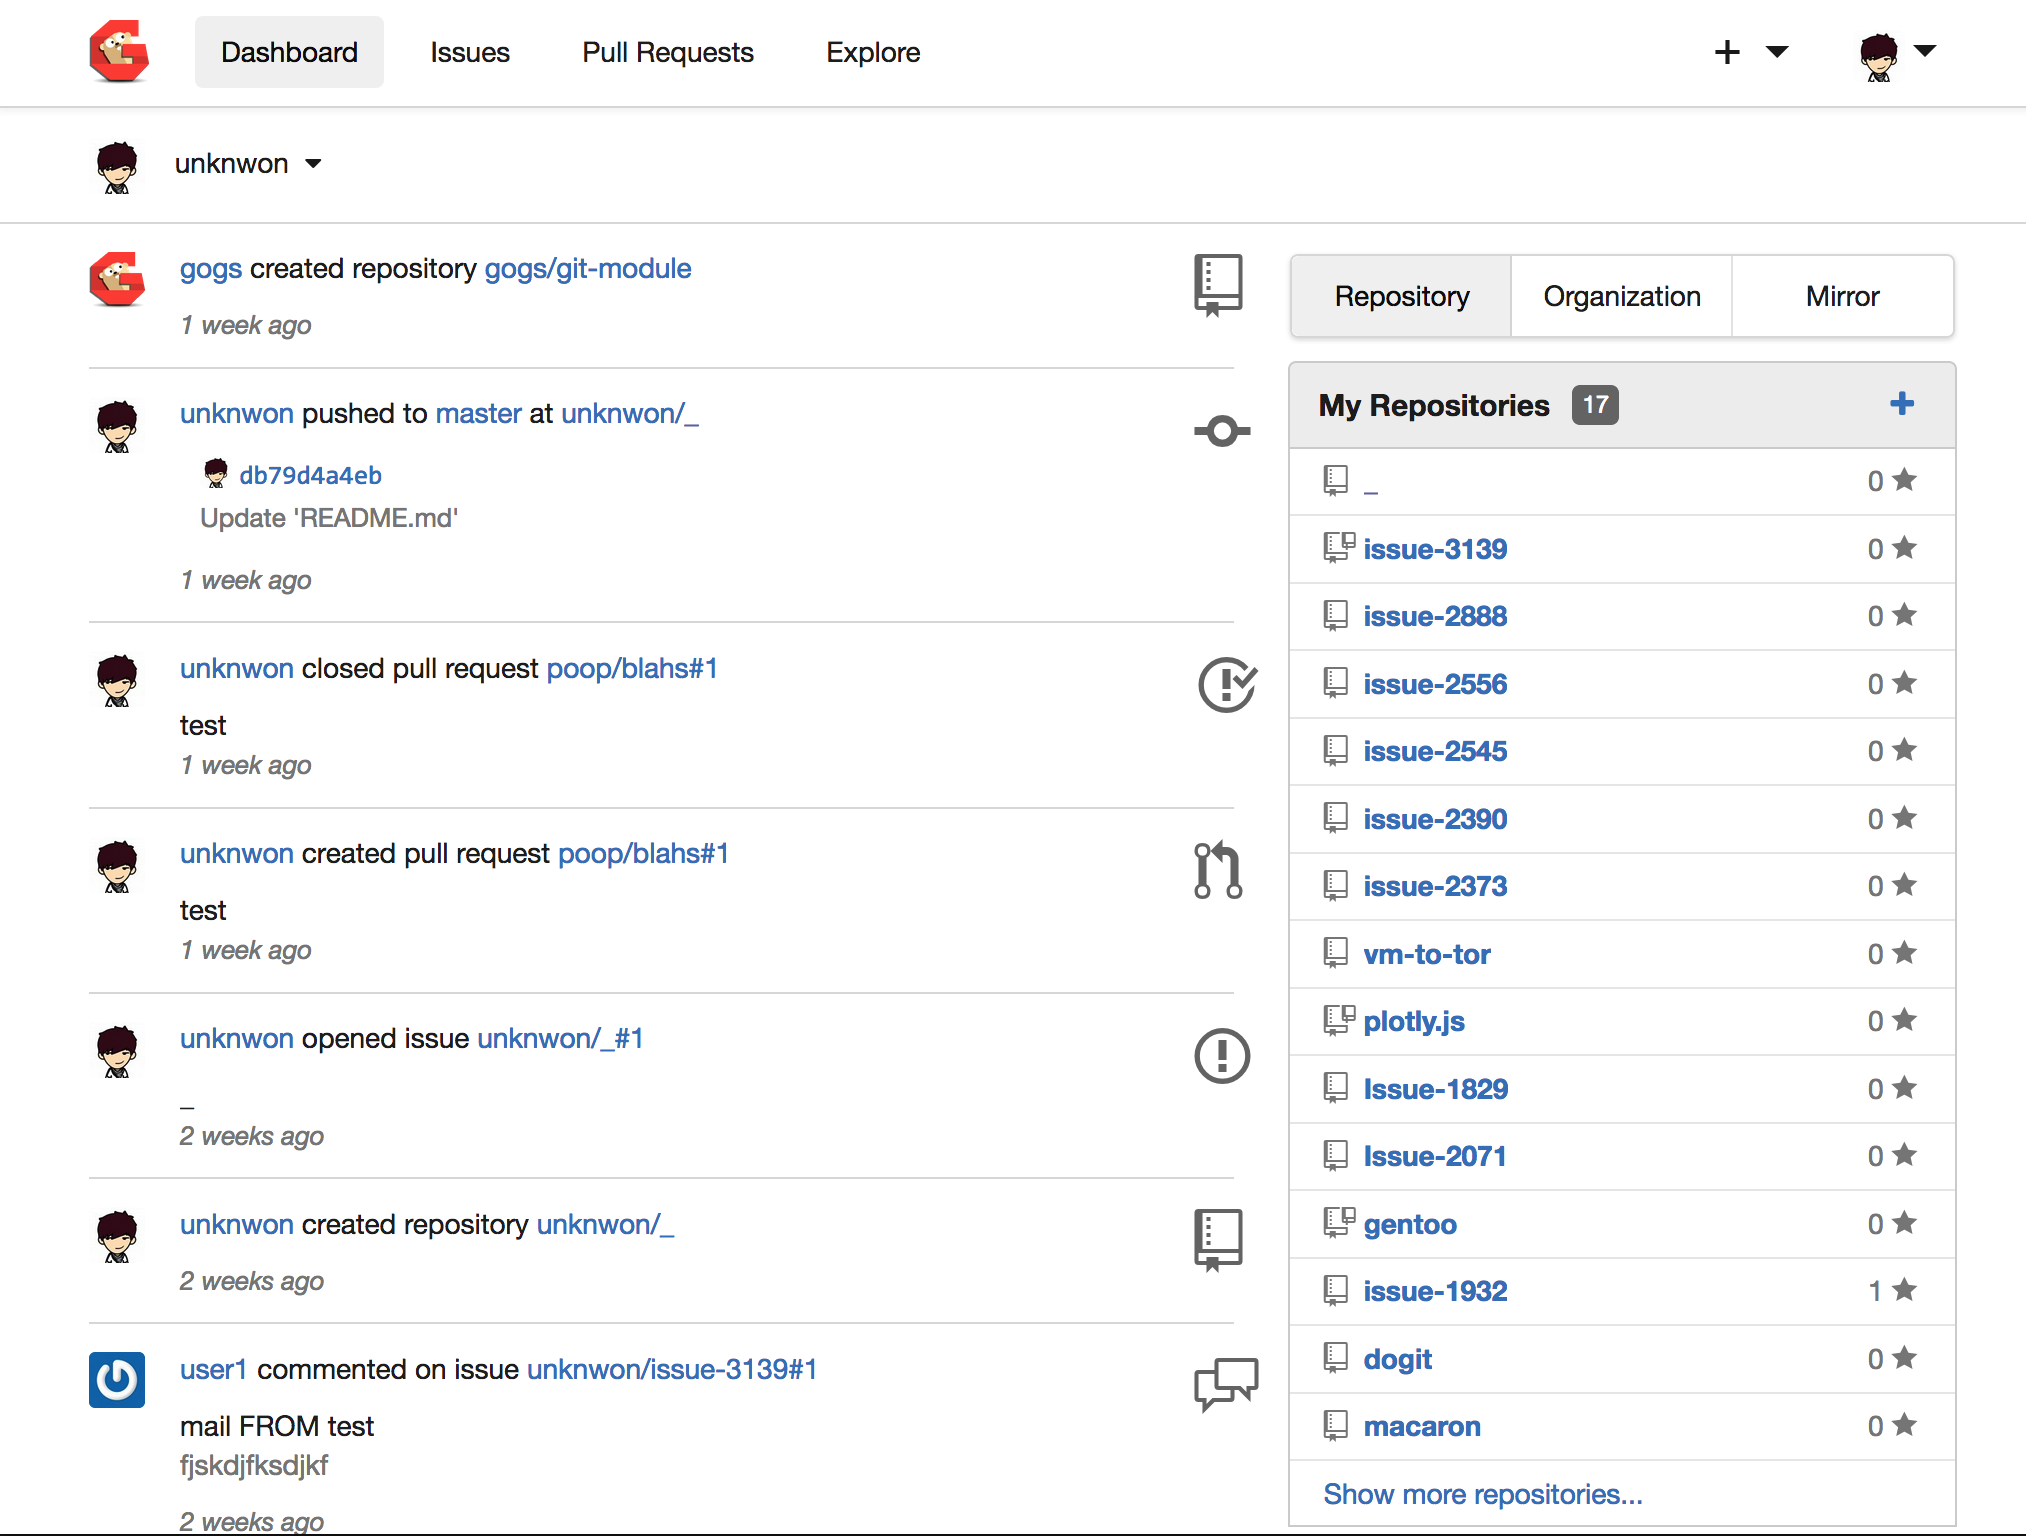 Dashboard Issues Pull Requests Explore
unknwon
gogs created repository gogs/git-module
1 week ago
unknwon pushed to master at unknwon/_
db79d4a4eb
Update 'README.md'
1 week ago
unknwon closed pull request poop/blahs#1
test
1 week ago
unknwon created pull request poop/blahs#1
test
1 week ago
unknwon opened issue unknwon/_#1
_
2 weeks ago
unknwon created repository unknwon/_
2 weeks ago
user1 commented on issue unknwon/issue-3139#1
mail FROM test
fjskdjfksdjkf
2 weeks ago
Repository Organization Mirror
My Repositories 17
_ 0
issue-3139 0
issue-2888 0
issue-2556 0
issue-2545 0
issue-2390 0
issue-2373 0
vm-to-tor 0
plotly.js 0
Issue-1829 0
Issue-2071 0
gentoo 0
issue-1932 1
dogit 0
macaron 0
Show more repositories...